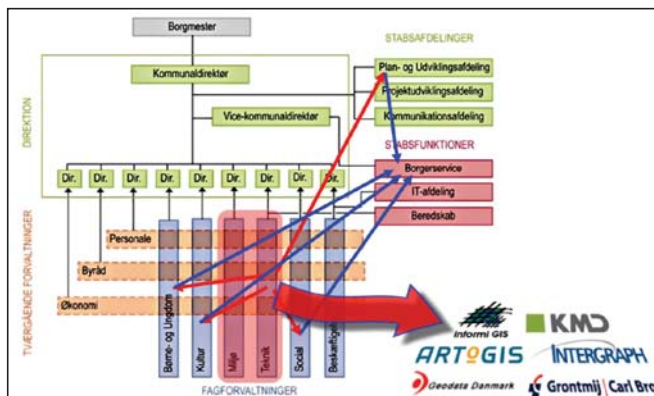 Borgmester
STABSAFDELINGER
Kommunaldirektør
Plan- og Udviklingsafdeling
Projektudviklingsafdeling
Vice-kommunaldirektør
Kommunikationsafdeling
DIREKTION
STABSFUNKTIONER
Borgerservice
Dir. Dir. Dir. Dir. Dir. Dir. Dir. Dir.
IT-afdeling
Beredskab
TVÆRGÅENDE FORVALTNINGER
Personale
Byråd
Økonomi
Børne- og Ungdom
Kultur
Miljø
Teknik
Social
Beskæftigelse
FAGFORVALTNINGER
Informi GIS
KMD
ARTOGIS
INTERGRAPH
Geodata Danmark
Grontmij | Carl Bro